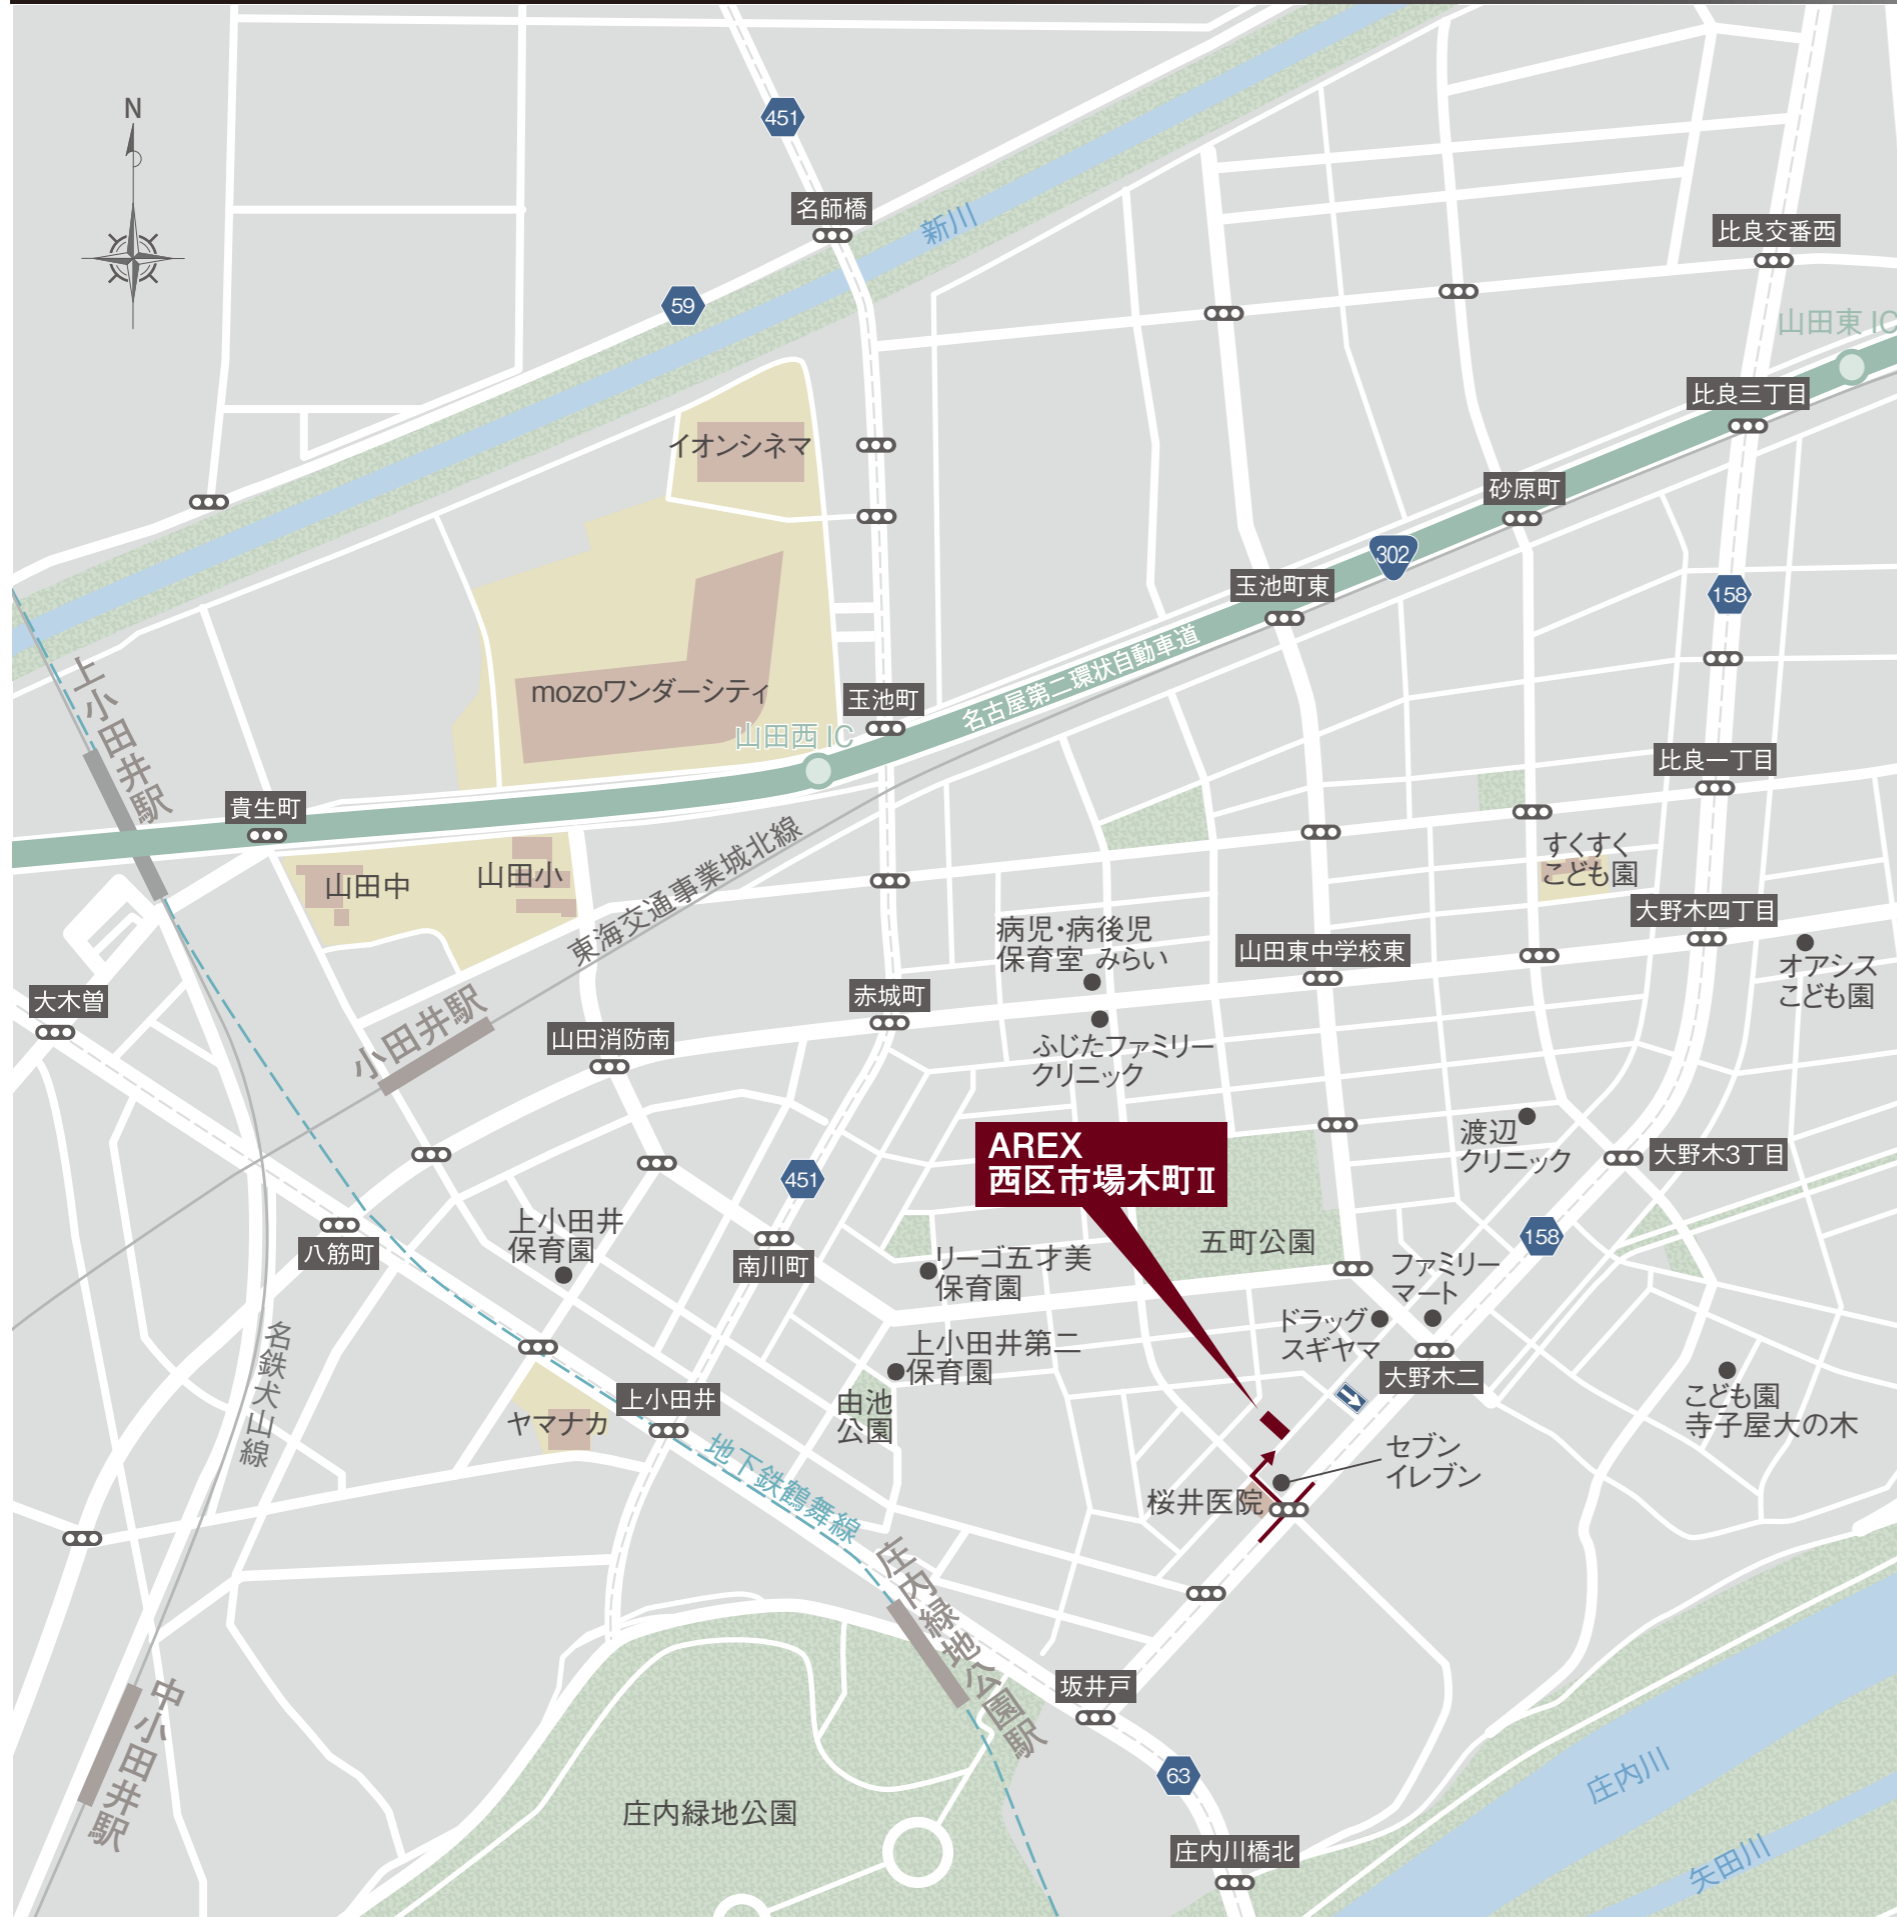 N
451
名師橋
新川
比良交番西
59
山田東 IC
比良三丁目
イオンシネマ
砂原町
302
玉池町東
158
名古屋第二環状自動車道
上小田井駅
mozoワンダーシティ
玉池町
山田西 IC
比良一丁目
貴生町
東海交通事業城北線
山田中
山田小
すくすく
こども園
大野木四丁目
病児・病後児
保育室 みらい
山田東中学校東
オアシス
こども園
大木曽
小田井駅
赤城町
山田消防南
ふじたファミリー
クリニック
AREX
西区市場木町Ⅱ
渡辺
クリニック
大野木3丁目
451
上小田井
保育園
八筋町
南川町
リーゴ五才美
保育園
五町公園
ファミリー
マート
158
ドラッグ
スギヤマ
大野木二
名鉄犬山線
上小田井第二
保育園
由池
公園
上小田井
ヤマナカ
こども園
寺子屋大の木
地下鉄鶴舞線
セブン
イレブン
桜井医院
庄内緑地公園駅
坂井戸
中小田井駅
63
庄内川
庄内緑地公園
庄内川橋北
矢田川